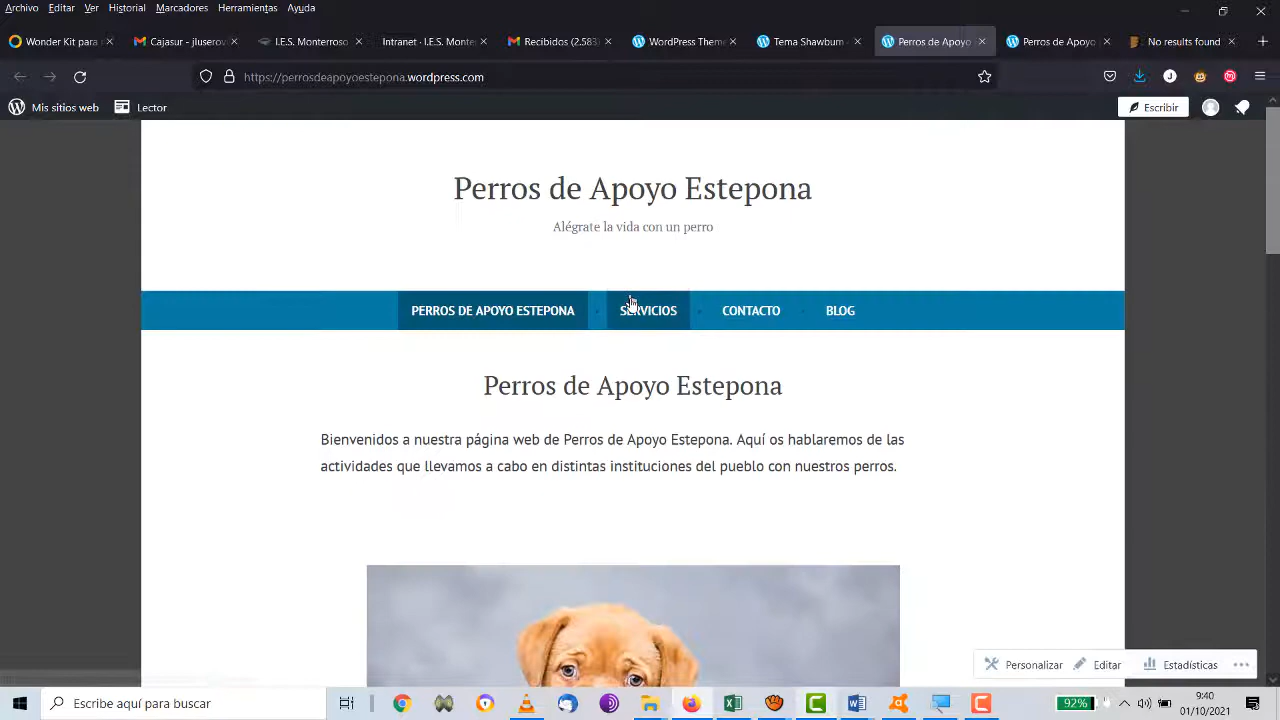 Archivo Editar Ver Historial Marcadores Herramientas Ayuda
Wonder Kit para Cajasur - jluserov I.E.S. Monterroso Intranet - I.E.S. Monte Recibidos (2.583 WordPress Theme Tema Shawburn Perros de Apoyo Perros de Apoyo No results found
https://perrosdeapoyoestepona.wordpress.com
Mis sitios web Lector Escribir
Perros de Apoyo Estepona
Alégrate la vida con un perro
PERROS DE APOYO ESTEPONA SERVICIOS CONTACTO BLOG
Perros de Apoyo Estepona
Bienvenidos a nuestra página web de Perros de Apoyo Estepona. Aquí os hablaremos de las
actividades que llevamos a cabo en distintas instituciones del pueblo con nuestros perros.
Personalizar Editar Estadísticas
Escribe aquí para buscar
92%
9:40
01/10/2021